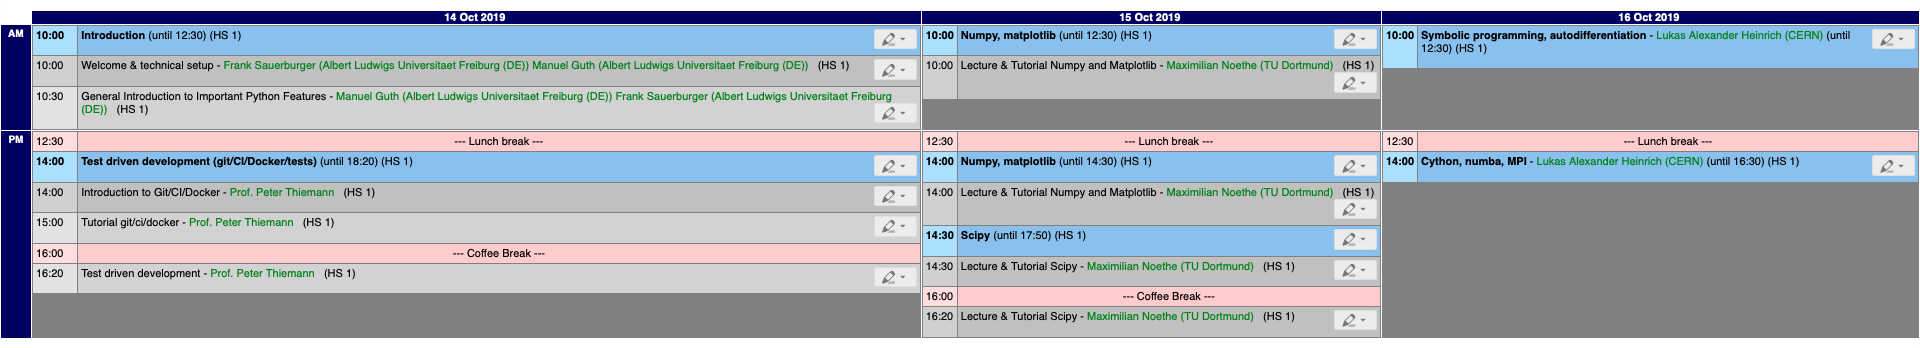 14 Oct 2019
AM
10:00 Introduction (until 12:30) (HS 1)
10:00 Welcome & technical setup - Frank Sauerburger (Albert Ludwigs Universitaet Freiburg (DE)) Manuel Guth (Albert Ludwigs Universitaet Freiburg (DE)) (HS 1)
10:30 General Introduction to Important Python Features - Manuel Guth (Albert Ludwigs Universitaet Freiburg (DE)) Frank Sauerburger (Albert Ludwigs Universitaet Freiburg
(DE)) (HS 1)
PM
12:30 --- Lunch break ---
14:00 Test driven development (git/CI/Docker/tests) (until 18:20) (HS 1)
14:00 Introduction to Git/CI/Docker - Prof. Peter Thiemann (HS 1)
15:00 Tutorial git/ci/docker - Prof. Peter Thiemann (HS 1)
16:00 --- Coffee Break ---
16:20 Test driven development - Prof. Peter Thiemann (HS 1)
15 Oct 2019
10:00 Numpy, matplotlib (until 12:30) (HS 1)
10:00 Lecture & Tutorial Numpy and Matplotlib - Maximilian Noethe (TU Dortmund) (HS 1)
12:30 --- Lunch break ---
14:00 Numpy, matplotlib (until 14:30) (HS 1)
14:00 Lecture & Tutorial Numpy and Matplotlib - Maximilian Noethe (TU Dortmund) (HS 1)
14:30 Scipy (until 17:50) (HS 1)
14:30 Lecture & Tutorial Scipy - Maximilian Noethe (TU Dortmund) (HS 1)
16:00 --- Coffee Break ---
16:20 Lecture & Tutorial Scipy - Maximilian Noethe (TU Dortmund) (HS 1)
16 Oct 2019
10:00 Symbolic programming, autodifferentiation - Lukas Alexander Heinrich (CERN) (until
12:30) (HS 1)
12:30 --- Lunch break ---
14:00 Cython, numba, MPI - Lukas Alexander Heinrich (CERN) (until 16:30) (HS 1)